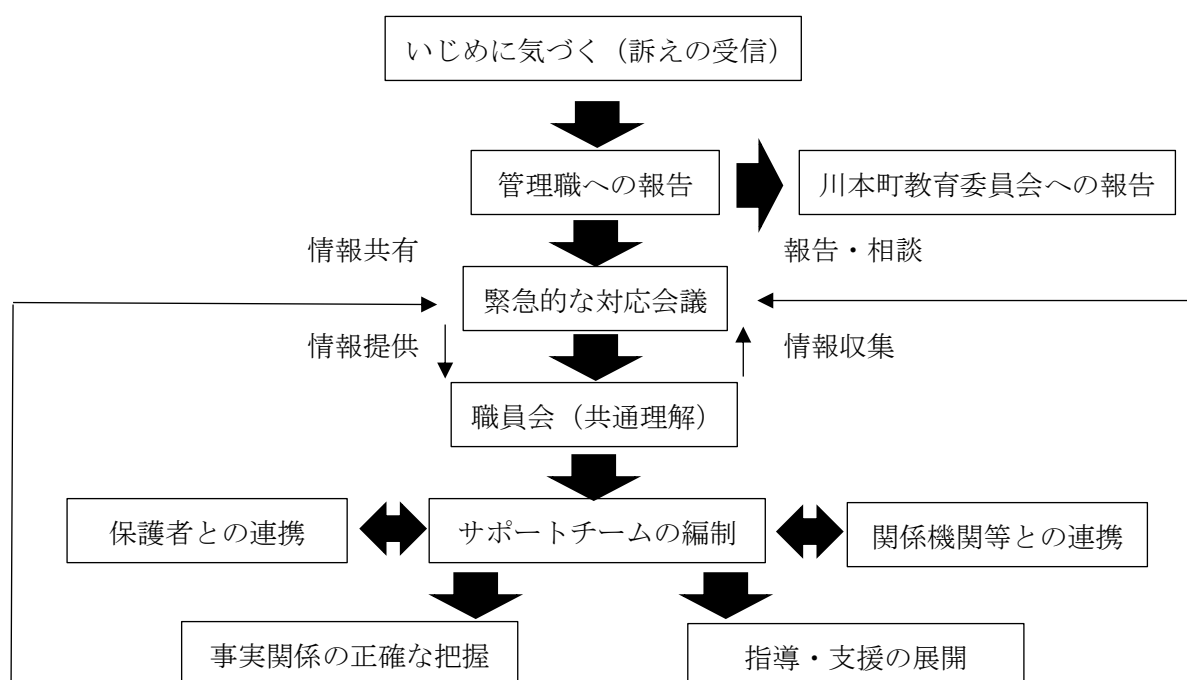 いじめに気づく（訴えの受信）
管理職への報告
川本町教育委員会への報告
情報共有
報告・相談
緊急的な対応会議
情報提供
情報収集
職員会（共通理解）
保護者との連携
サポートチームの編制
関係機関等との連携
事実関係の正確な把握
指導・支援の展開